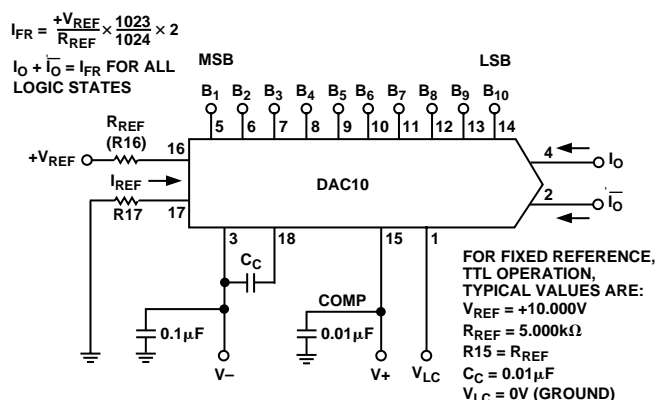 I_FR = +V_REF / R_REF × 1023 / 1024 × 2
I_O + I̅_O̅ = I_FR FOR ALL
LOGIC STATES
MSB LSB
B1 B2 B3 B4 B5 B6 B7 B8 B9 B10
5 6 7 8 9 10 11 12 13 14
R_REF
(R16)
+V_REF 16
I_REF
R17 17
DAC10
4 I_O
2 I̅_O̅
3 18 15 1
C_C
COMP
0.1µF 0.01µF
V– V+ V_LC
FOR FIXED REFERENCE,
TTL OPERATION,
TYPICAL VALUES ARE:
V_REF = +10.000V
R_REF = 5.000kΩ
R15 = R_REF
C_C = 0.01µF
V_LC = 0V (GROUND)